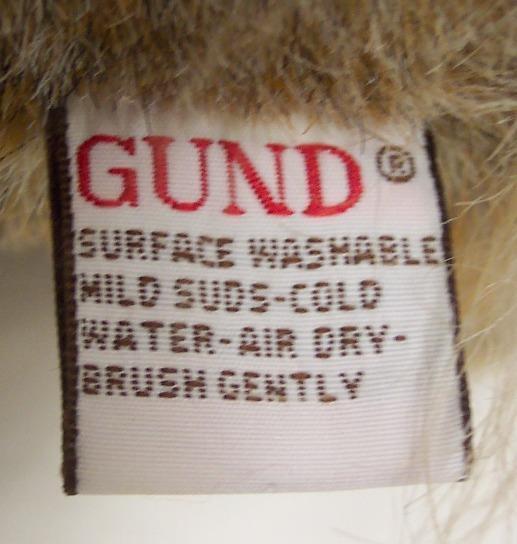 GUND ®
SURFACE WASHABLE
MILD SUDS-COLD
WATER-AIR DRY-
BRUSH GENTLY